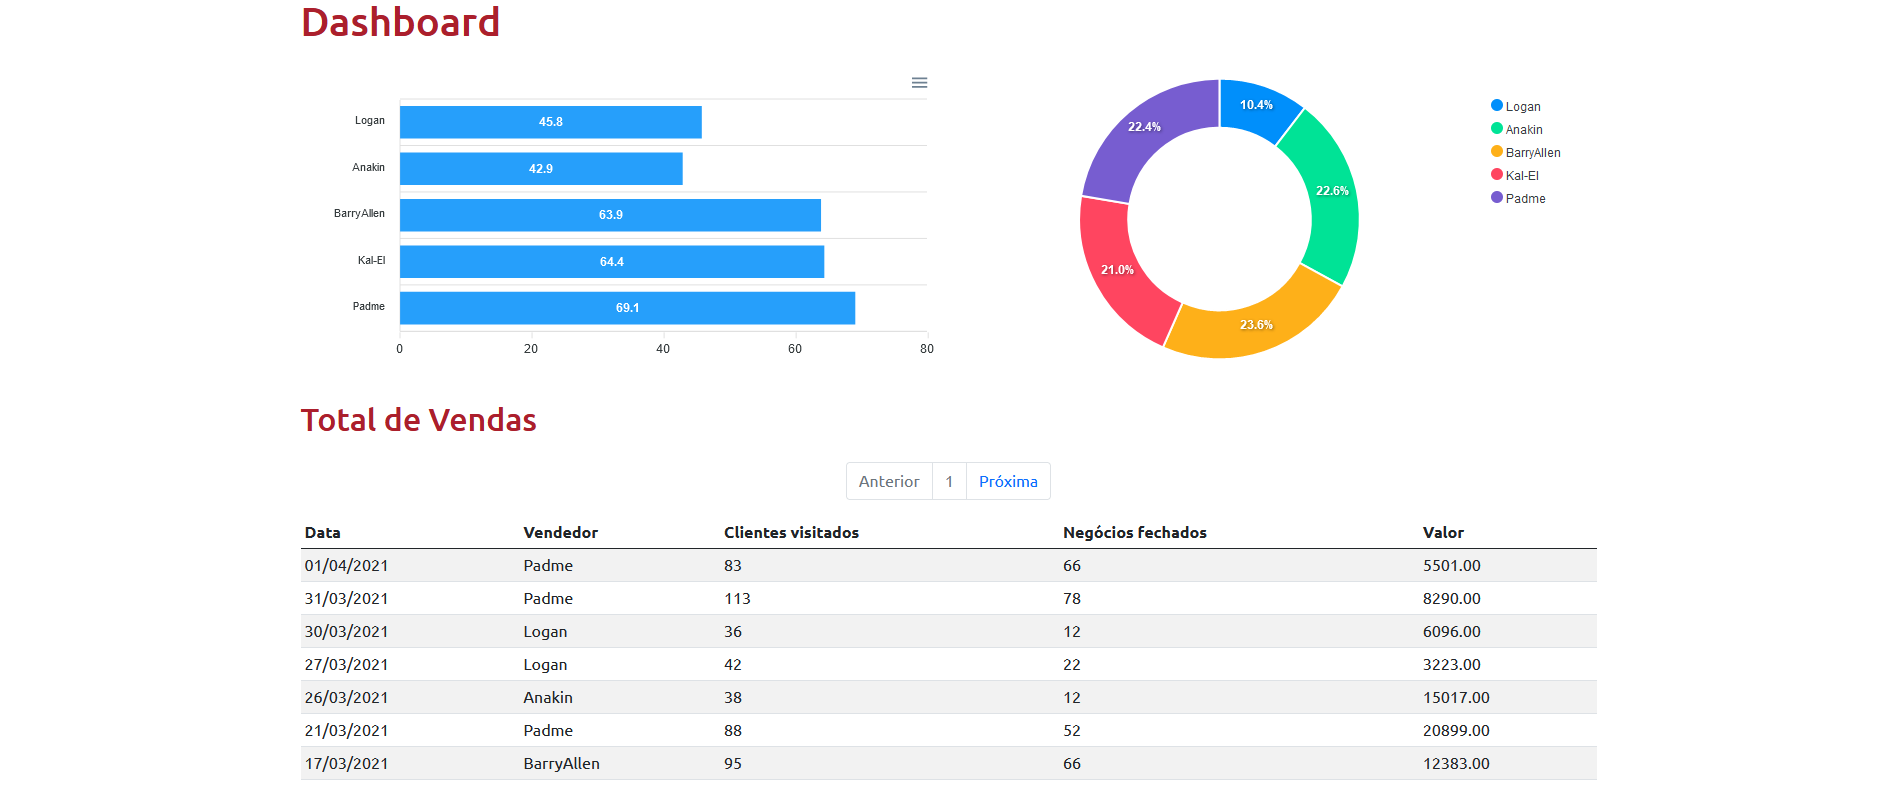 Dashboard
Logan
45.8
Anakin
42.9
BarryAllen
63.9
Kal-El
64.4
Padme
69.1
0 20 40 60 80
10.4%
22.6%
23.6%
21.0%
22.4%
Logan
Anakin
BarryAllen
Kal-El
Padme
Total de Vendas
Anterior 1 Próxima
Data Vendedor Clientes visitados Negócios fechados Valor
01/04/2021 Padme 83 66 5501.00
31/03/2021 Padme 113 78 8290.00
30/03/2021 Logan 36 12 6096.00
27/03/2021 Logan 42 22 3223.00
26/03/2021 Anakin 38 12 15017.00
21/03/2021 Padme 88 52 20899.00
17/03/2021 BarryAllen 95 66 12383.00